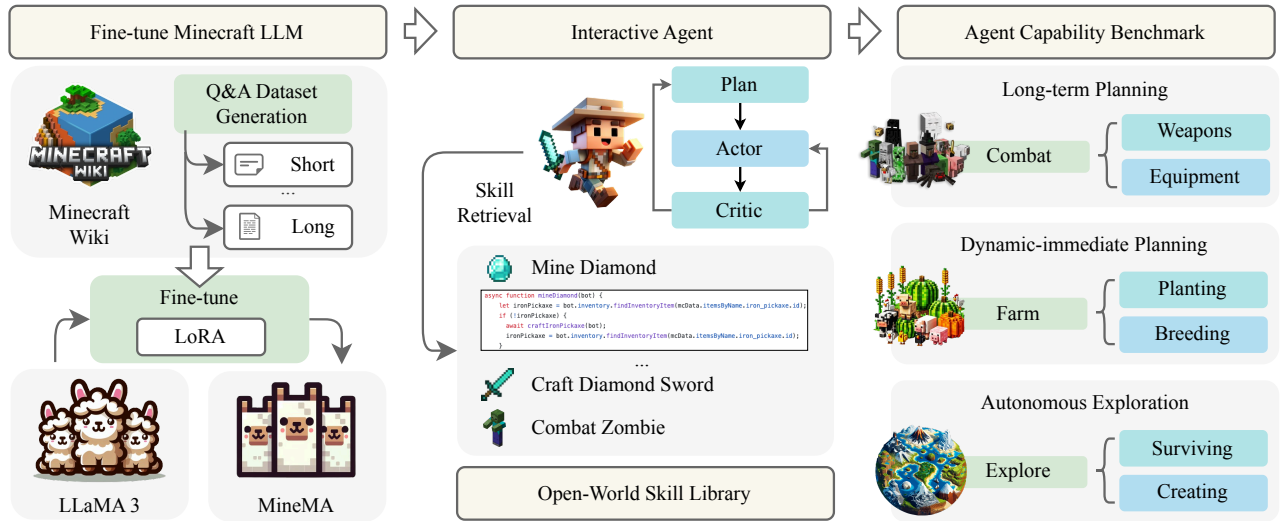 Fine-tune Minecraft LLM
Interactive Agent
Agent Capability Benchmark
MINECRAFT
WIKI
Minecraft
Wiki
Q&A Dataset
Generation
Short
...
Long
Fine-tune
LoRA
LLaMA 3
MineMA
Plan
Actor
Critic
Skill
Retrieval
Mine Diamond
async function mineDiamond(bot) {
let ironPickaxe = bot.inventory.findInventoryItem(mcData.itemsByName.iron_pickaxe.id);
if (!ironPickaxe) {
await craftIronPickaxe(bot);
ironPickaxe = bot.inventory.findInventoryItem(mcData.itemsByName.iron_pickaxe.id);
}
...
Craft Diamond Sword
Combat Zombie
Open-World Skill Library
Long-term Planning
Combat
Weapons
Equipment
Dynamic-immediate Planning
Farm
Planting
Breeding
Autonomous Exploration
Explore
Surviving
Creating